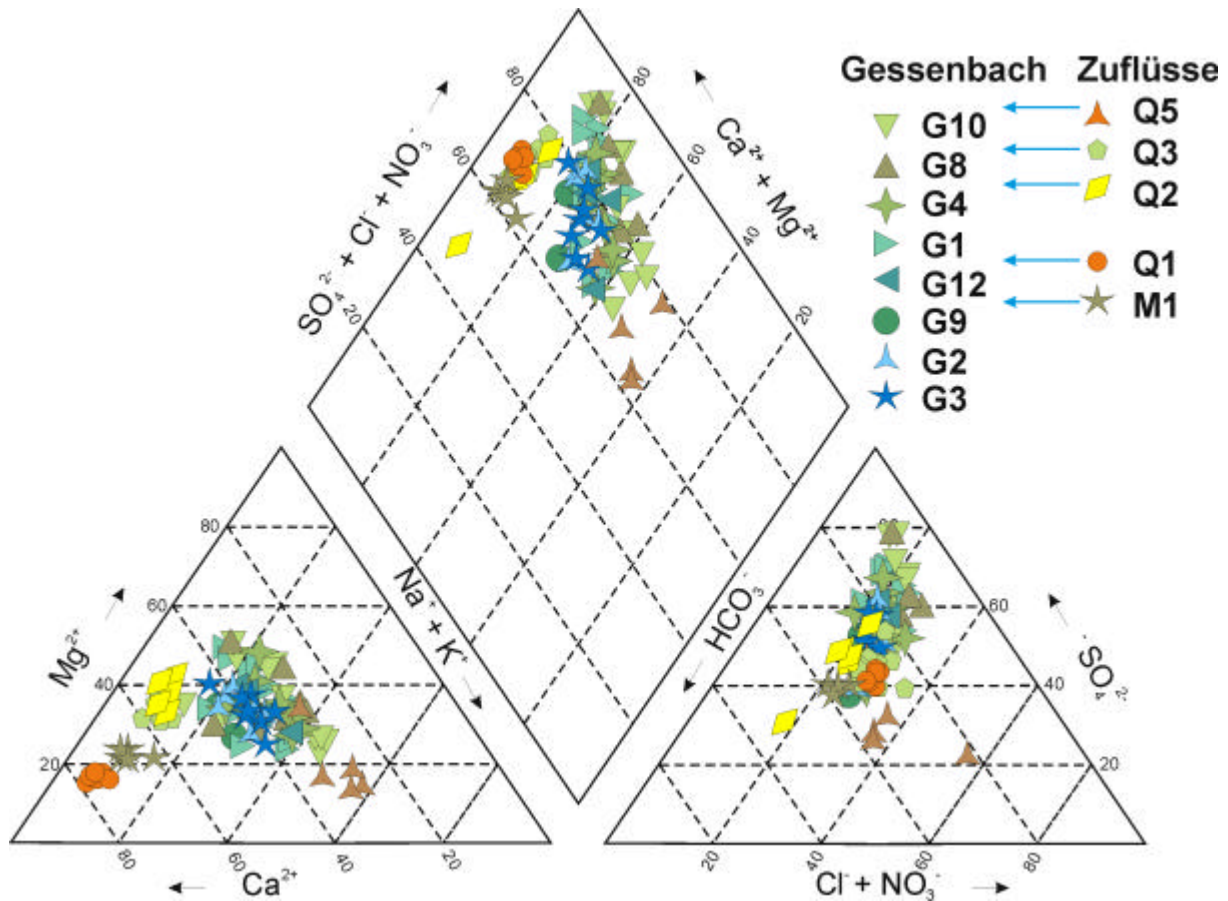 Gessenbach Zuflüsse
G10 Q5
G8 Q3
G4 Q2
G1
G12 Q1
G9 M1
G2
G3
80 80
60 60
40 40
20 20
SO₄²⁻ + Cl⁻ + NO₃⁻
Ca²⁺ + Mg²⁺
Na⁺ + K⁺
HCO₃⁻
80
60
40
20
Mg²⁺
80 60 40 20
Ca²⁺
60
40
20
SO₄²⁻
20 40 60 80
Cl⁻ + NO₃⁻